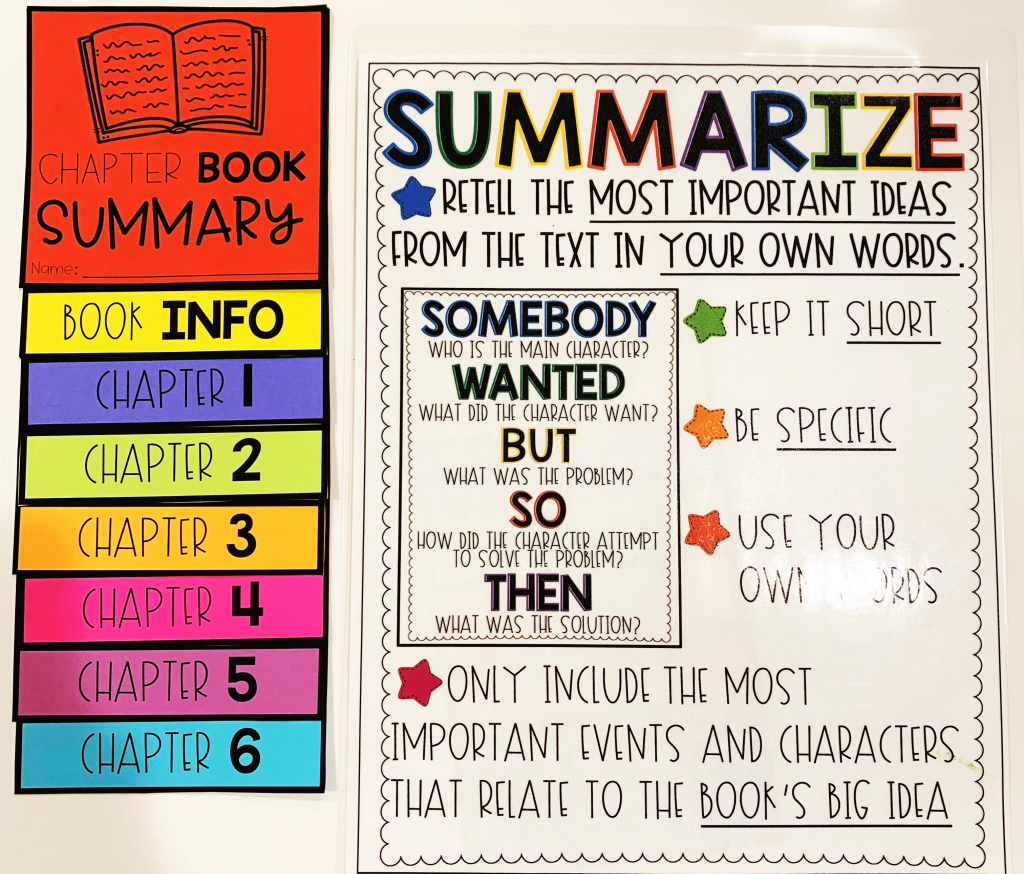 CHAPTER BOOK
SUMMARY
Name:
BOOK INFO
CHAPTER 1
CHAPTER 2
CHAPTER 3
CHAPTER 4
CHAPTER 5
CHAPTER 6
SUMMARIZE
RETELL THE MOST IMPORTANT IDEAS
FROM THE TEXT IN YOUR OWN WORDS.
SOMEBODY
WHO IS THE MAIN CHARACTER?
WANTED
WHAT DID THE CHARACTER WANT?
BUT
WHAT WAS THE PROBLEM?
SO
HOW DID THE CHARACTER ATTEMPT
TO SOLVE THE PROBLEM?
THEN
WHAT WAS THE SOLUTION?
KEEP IT SHORT
BE SPECIFIC
USE YOUR
OWN WORDS
ONLY INCLUDE THE MOST
IMPORTANT EVENTS AND CHARACTERS
THAT RELATE TO THE BOOK'S BIG IDEA